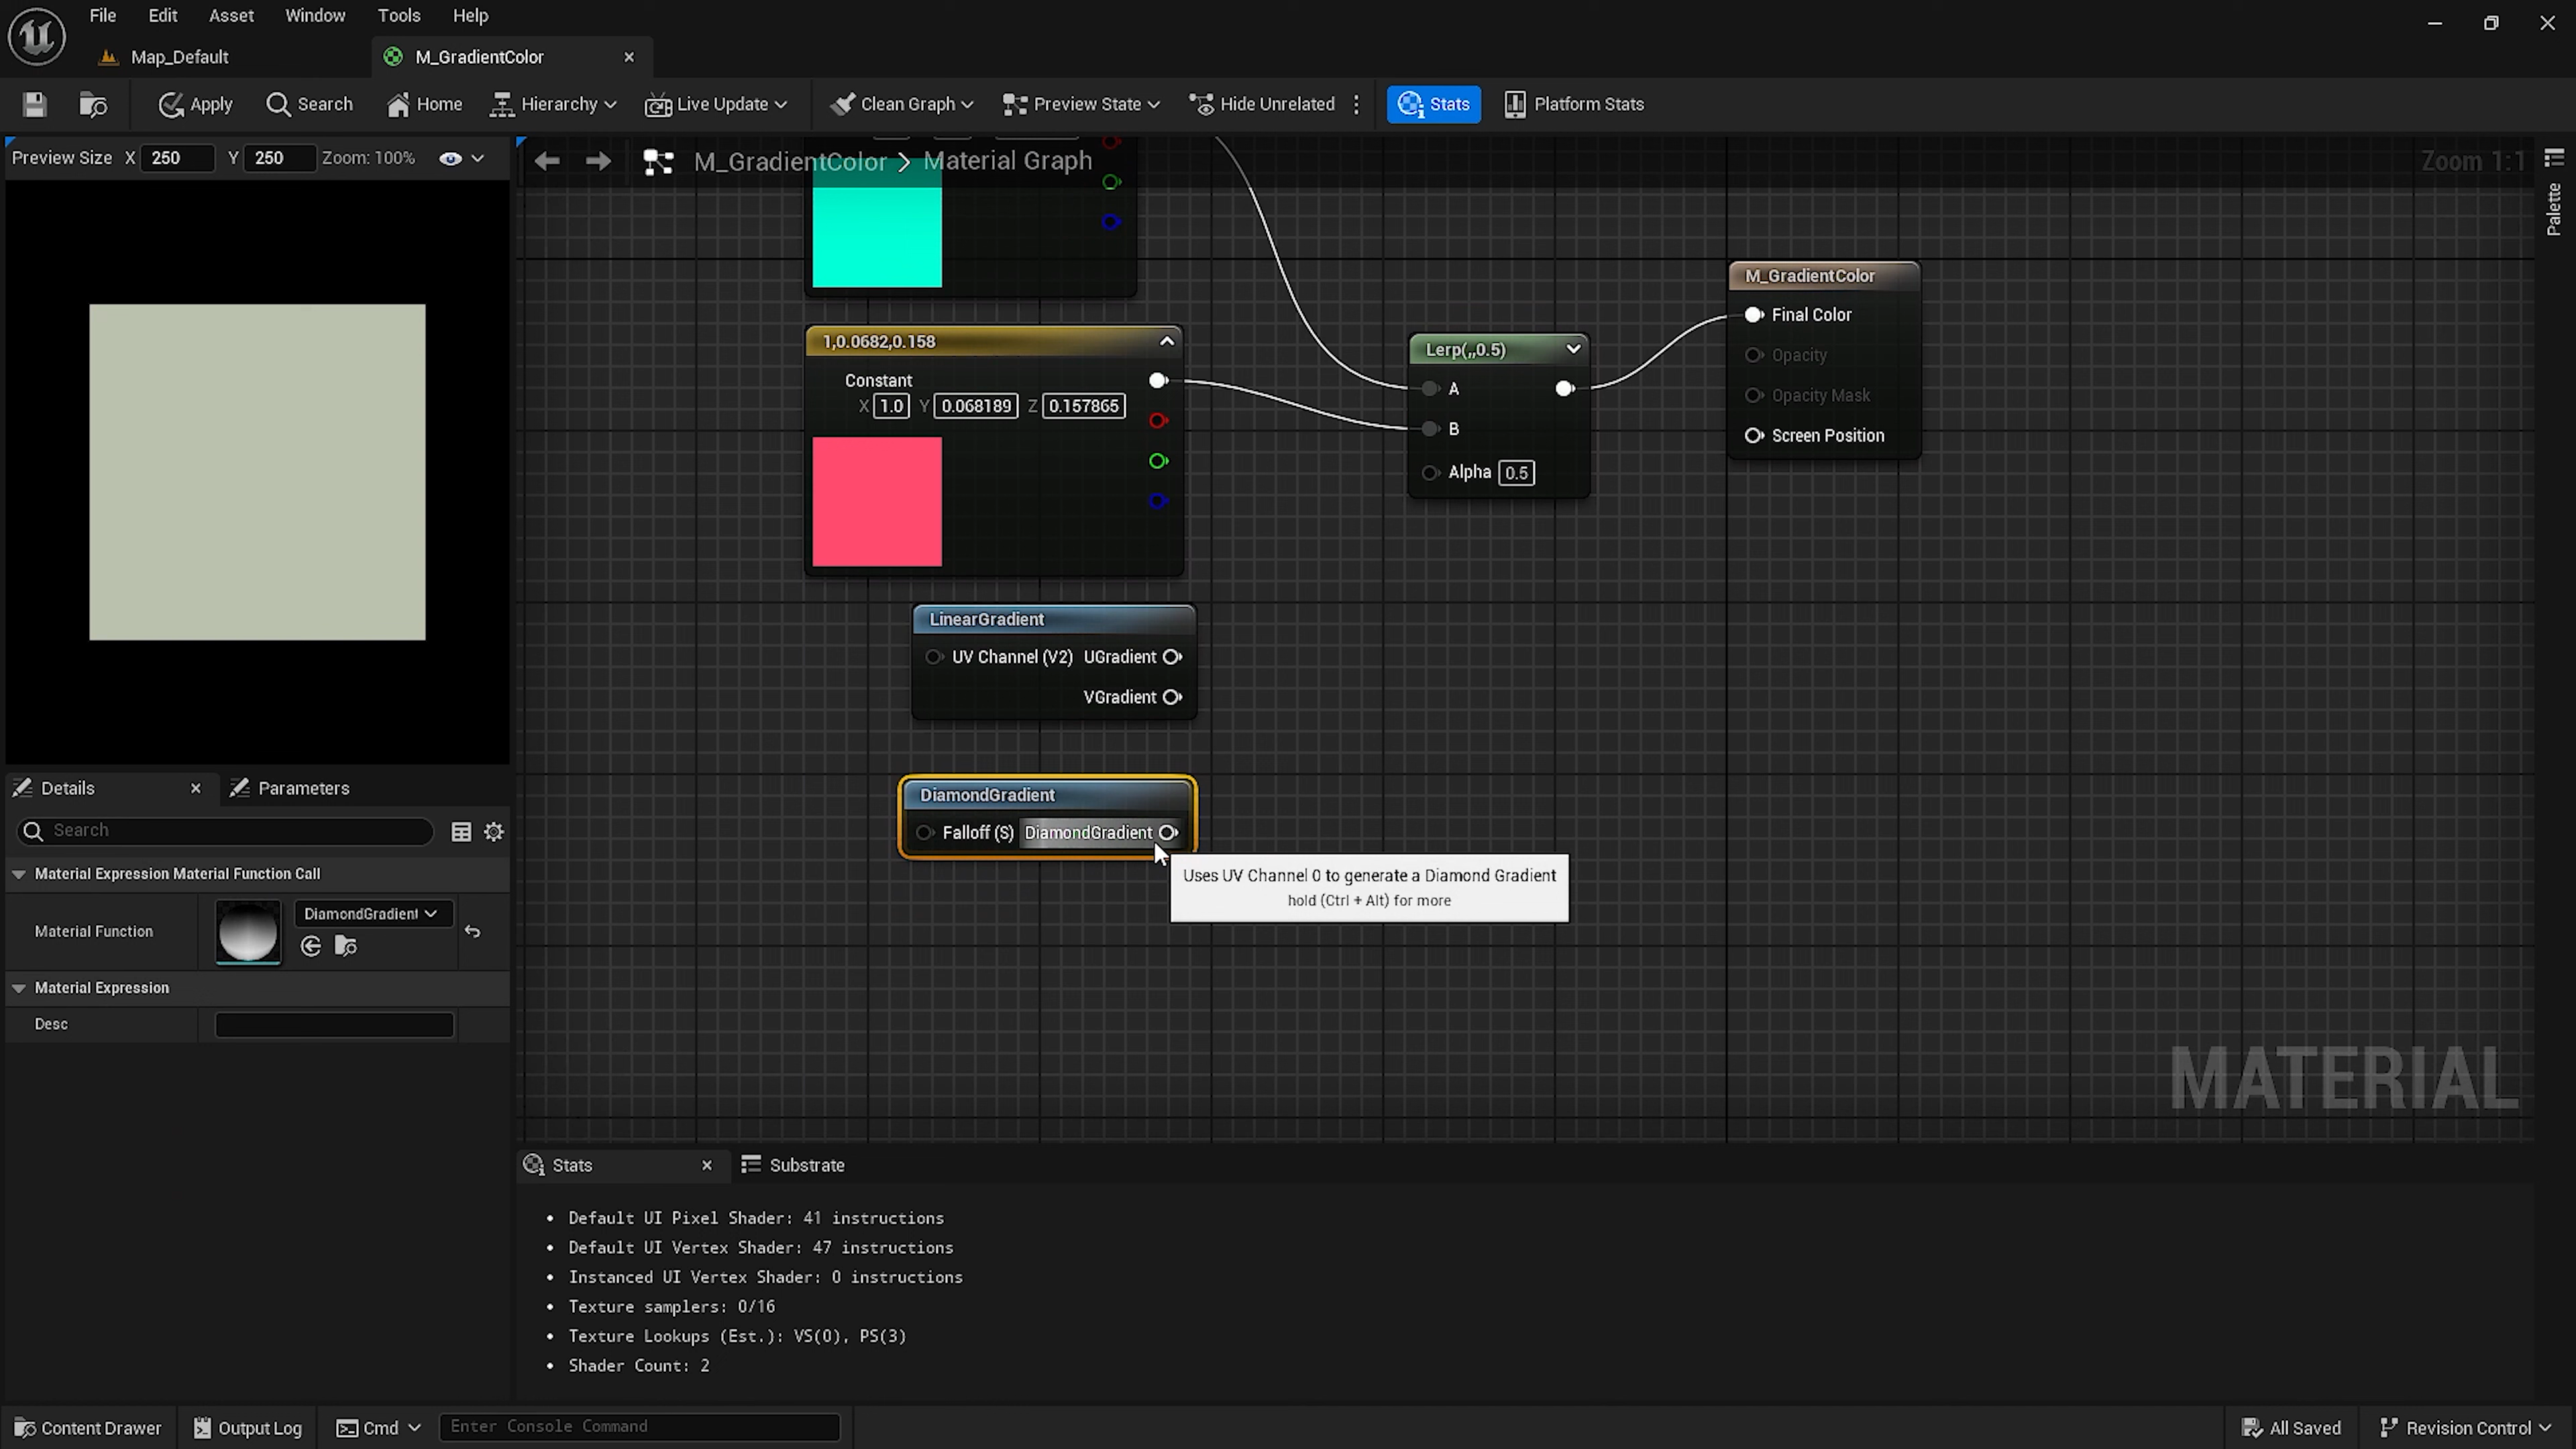 File Edit Asset Window Tools Help
Map_Default M_GradientColor
Apply Search Home Hierarchy Live Update Clean Graph Preview State Hide Unrelated Stats Platform Stats
Preview Size X 250 Y 250 Zoom: 100%
M_GradientColor > Material Graph
Zoom 1:1
Palette
M_GradientColor
Final Color
Opacity
Opacity Mask
Screen Position
1,0.0682,0.158
Constant
X 1.0 Y 0.068189 Z 0.157865
Lerp(,,0.5)
A
B
Alpha 0.5
LinearGradient
UV Channel (V2) UGradient
VGradient
DiamondGradient
Falloff (S) DiamondGradient
Uses UV Channel 0 to generate a Diamond Gradient
hold (Ctrl + Alt) for more
MATERIAL
Details Parameters
Search
Material Expression Material Function Call
Material Function DiamondGradient
Material Expression
Desc
Stats Substrate
• Default UI Pixel Shader: 41 instructions
• Default UI Vertex Shader: 47 instructions
• Instanced UI Vertex Shader: 0 instructions
• Texture samplers: 0/16
• Texture Lookups (Est.): VS(0), PS(3)
• Shader Count: 2
Content Drawer Output Log Cmd Enter Console Command All Saved Revision Control